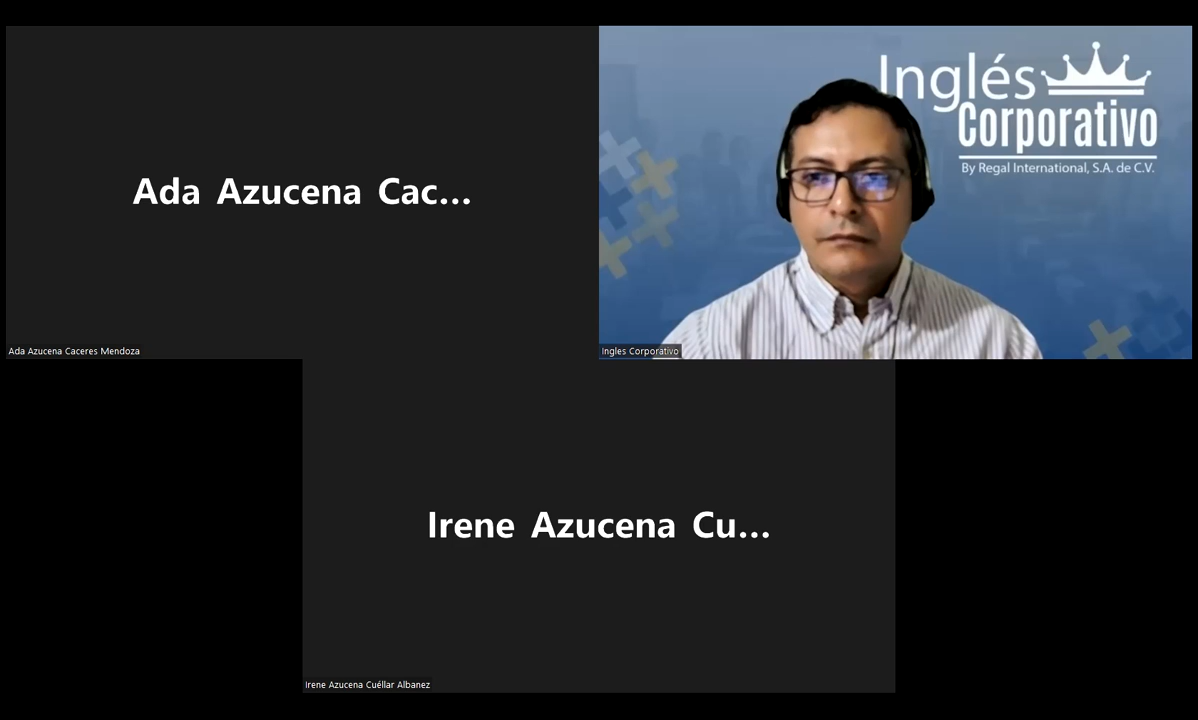 Ada Azucena Cac...
Ada Azucena Caceres Mendoza
Inglés
Corporativo
By Regal International, S.A. de C.V.
Ingles Corporativo
Irene Azucena Cu...
Irene Azucena Cuéllar Albanez